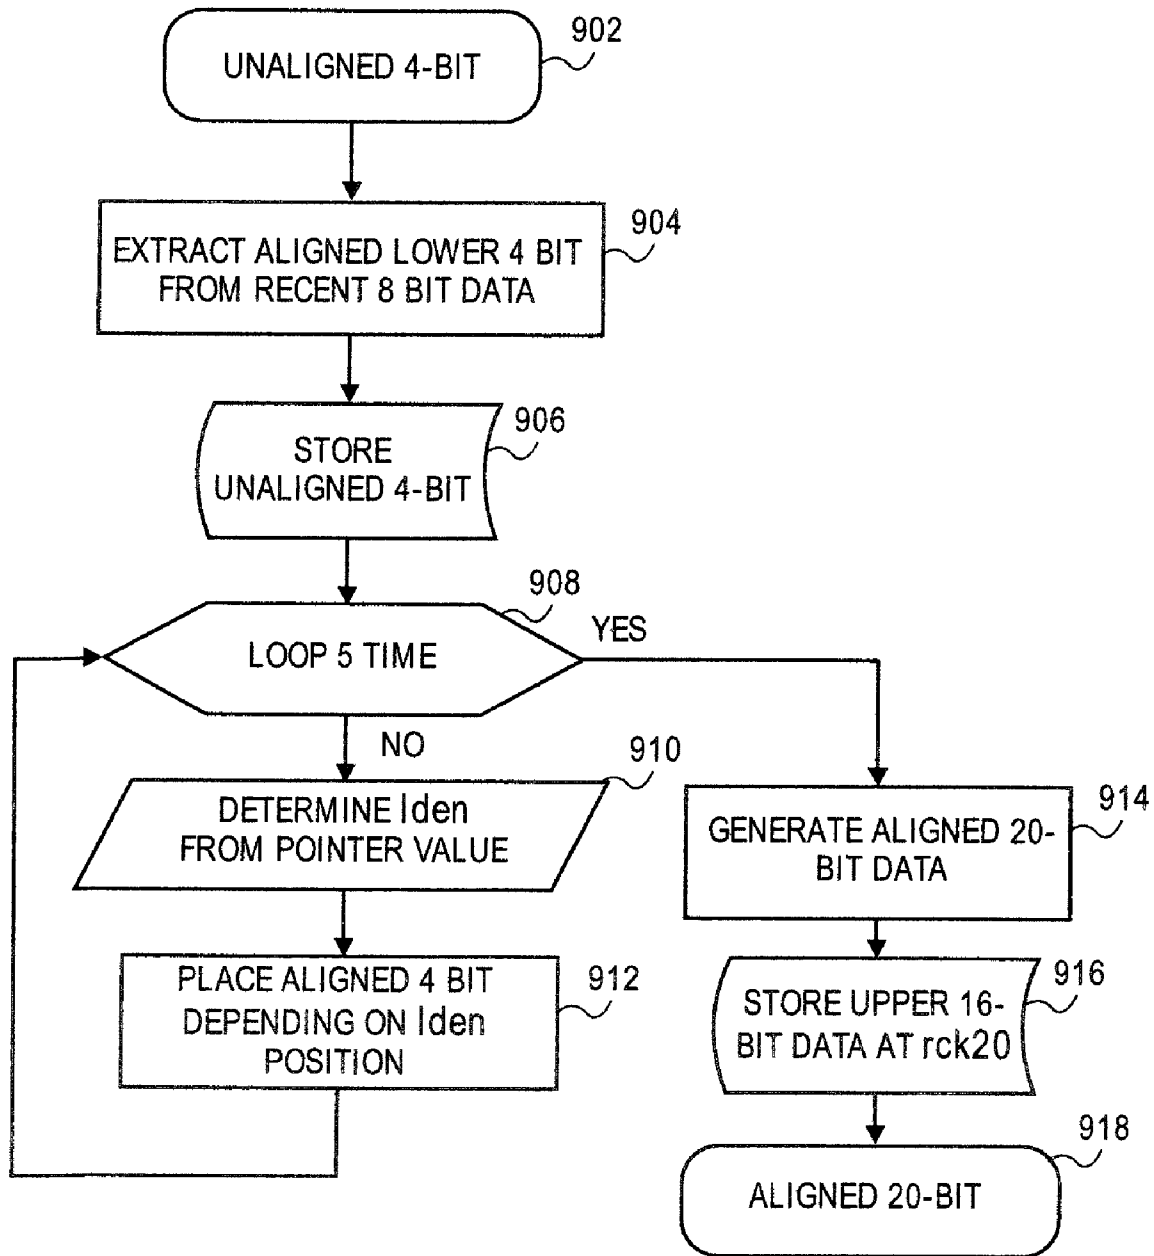 UNALIGNED 4-BIT
902
EXTRACT ALIGNED LOWER 4 BIT
FROM RECENT 8 BIT DATA
904
STORE
UNALIGNED 4-BIT
906
LOOP 5 TIME
908
YES
NO
DETERMINE lden
FROM POINTER VALUE
910
PLACE ALIGNED 4 BIT
DEPENDING ON lden
POSITION
912
GENERATE ALIGNED 20-
BIT DATA
914
STORE UPPER 16-
BIT DATA AT rck20
916
ALIGNED 20-BIT
918